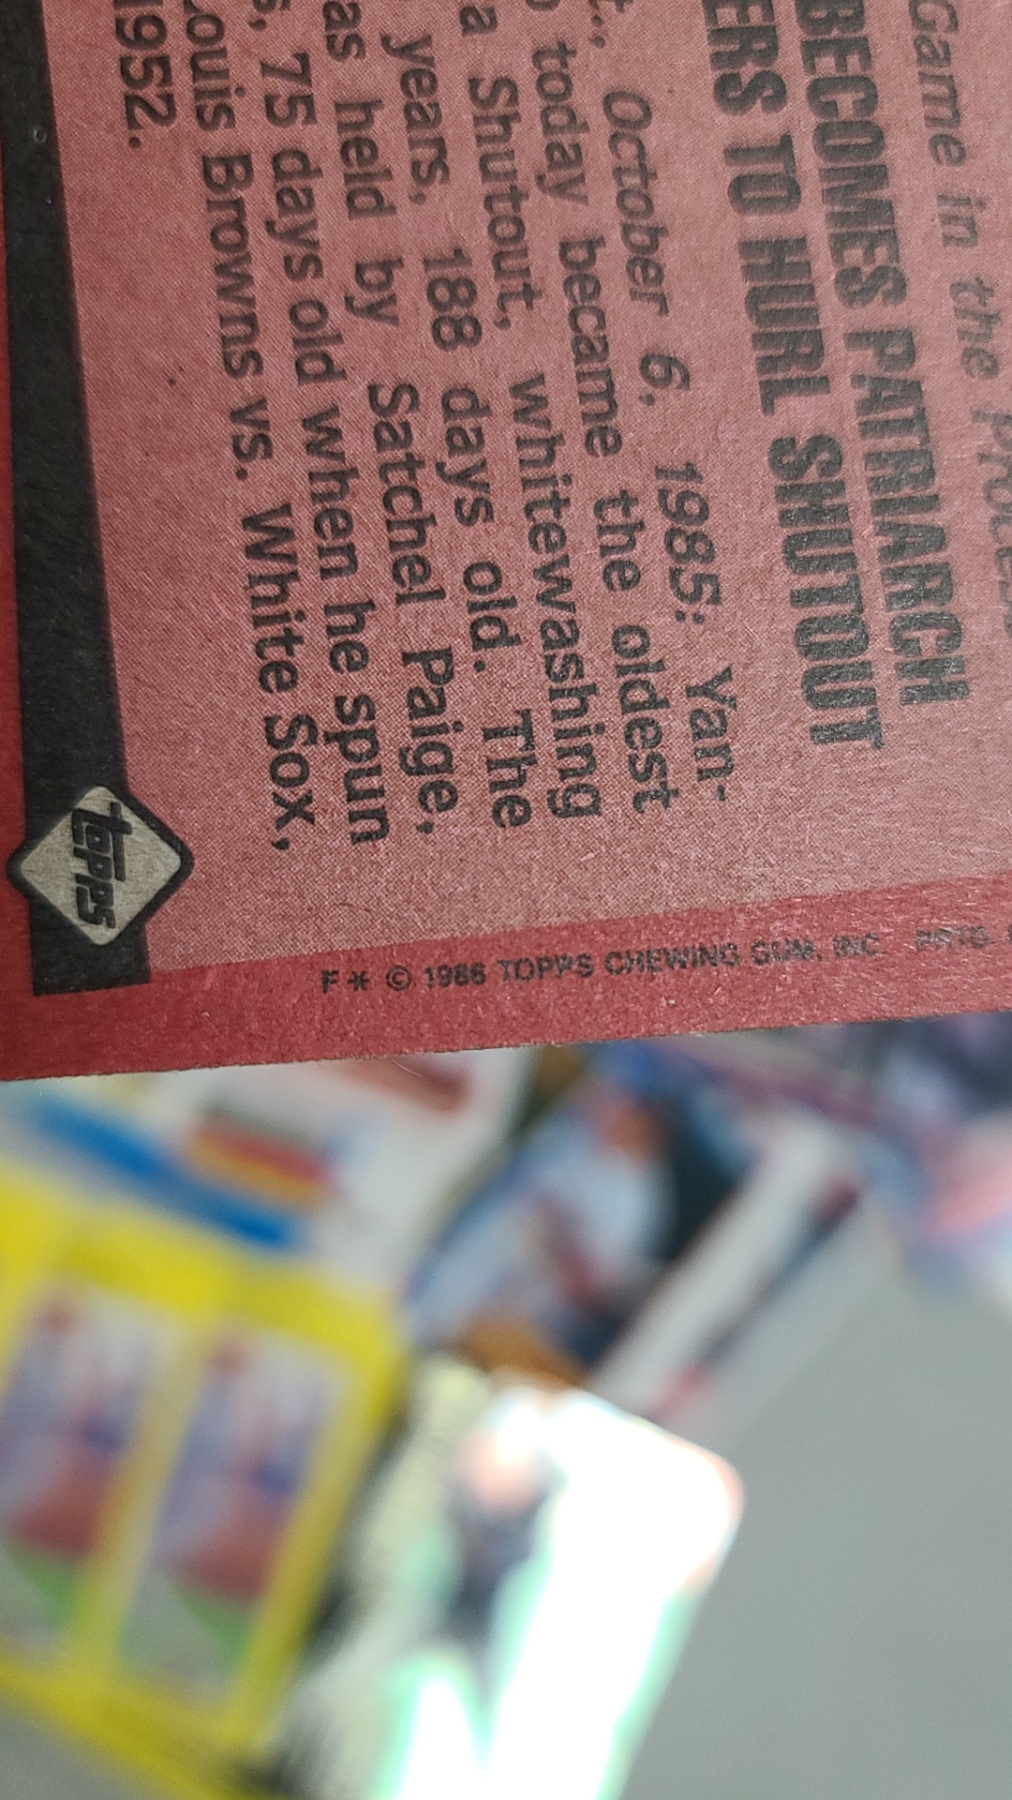 Game in the Process
BECOMES PATRIARCH
ERS TO HURL SHUTOUT
t., October 6, 1985: Yan-
today became the oldest
a Shutout, whitewashing
years, 188 days old. The
as held by Satchel Paige,
s, 75 days old when he spun
Louis Browns vs. White Sox,
1952.
topps
F * © 1986 TOPPS CHEWING GUM, INC. PRTD.